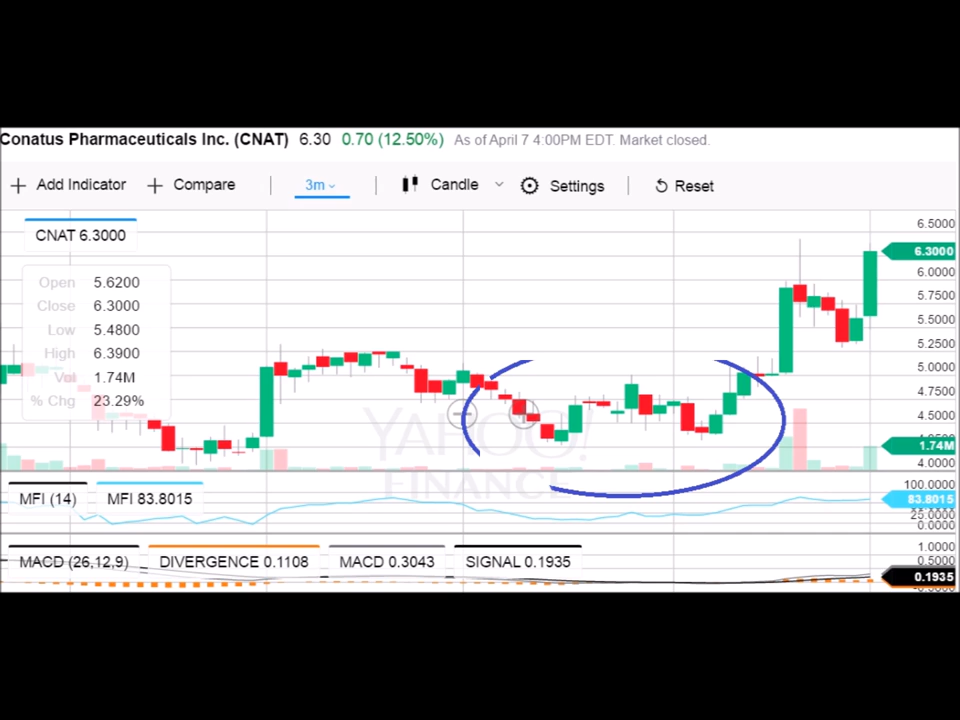 Conatus Pharmaceuticals Inc. (CNAT) 6.30 0.70 (12.50%) As of April 7 4:00PM EDT. Market closed.
Add Indicator Compare 3m Candle Settings Reset
CNAT 6.3000
Open 5.6200
Close 6.3000
Low 5.4800
High 6.3900
Vol 1.74M
% Chg 23.29%
6.5000
6.3000
6.0000
5.7500
5.5000
5.2500
5.0000
4.7500
4.5000
1.74M
4.0000
YAHOO!
FINANCE
MFI (14) MFI 83.8015
100.0000
83.8015
25.0000
0.0000
MACD (26,12,9) DIVERGENCE 0.1108 MACD 0.3043 SIGNAL 0.1935
1.0000
0.5000
0.1935